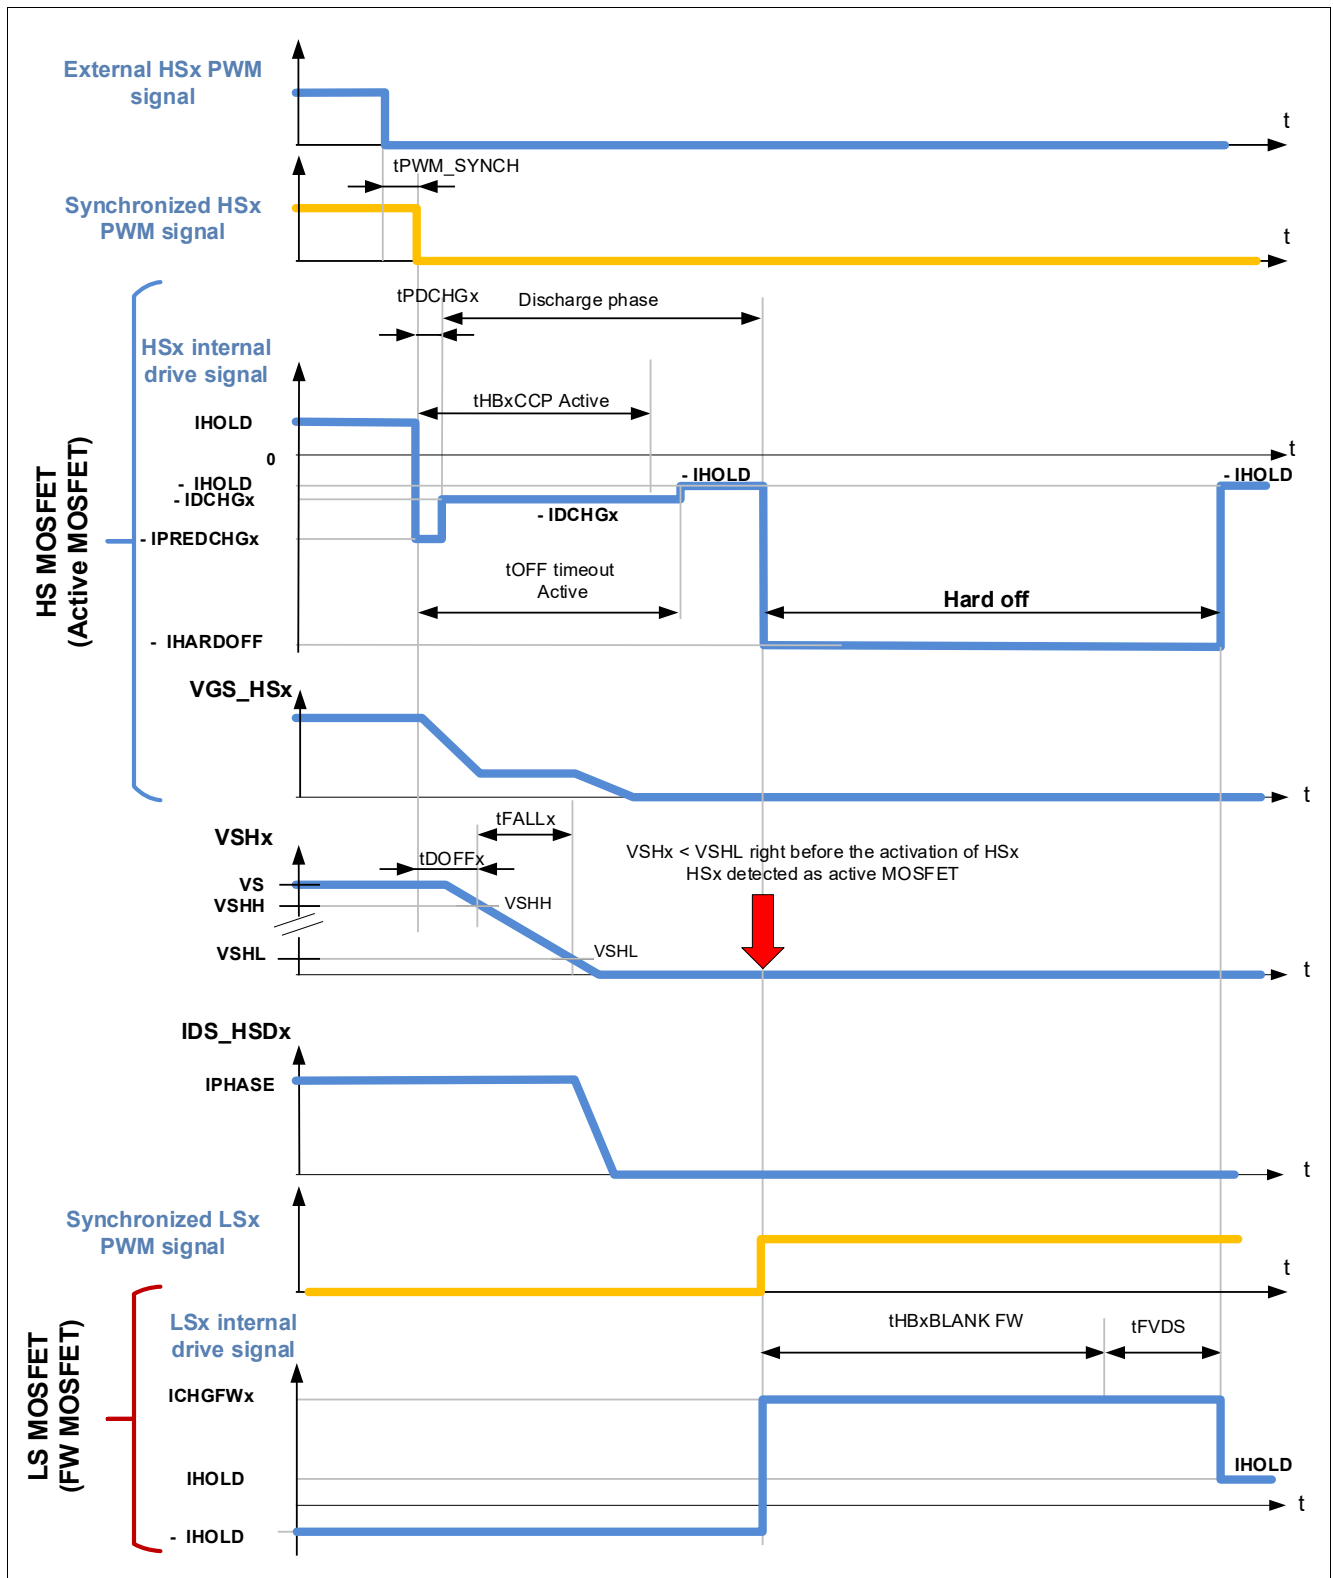 External HSx PWM
signal
t
tPWM_SYNCH
Synchronized HSx
PWM signal
t
tPDCHGx
Discharge phase
HSx internal
drive signal
tHBxCCP Active
IHOLD
t
0
- IHOLD
- IHOLD
- IHOLD
- IDCHGx
- IDCHGx
- IPREDCHGx
tOFF timeout
Active
Hard off
- IHARDOFF
HS MOSFET
(Active MOSFET)
VGS_HSx
t
tFALLx
VSHx
tDOFFx
VSHx < VSHL right before the activation of HSx
HSx detected as active MOSFET
VS
VSHH
VSHH
VSHL
VSHL
t
IDS_HSDx
IPHASE
t
Synchronized LSx
PWM signal
t
LSx internal
drive signal
tHBxBLANK FW
tFVDS
ICHGFWx
IHOLD
IHOLD
t
- IHOLD
LS MOSFET
(FW MOSFET)